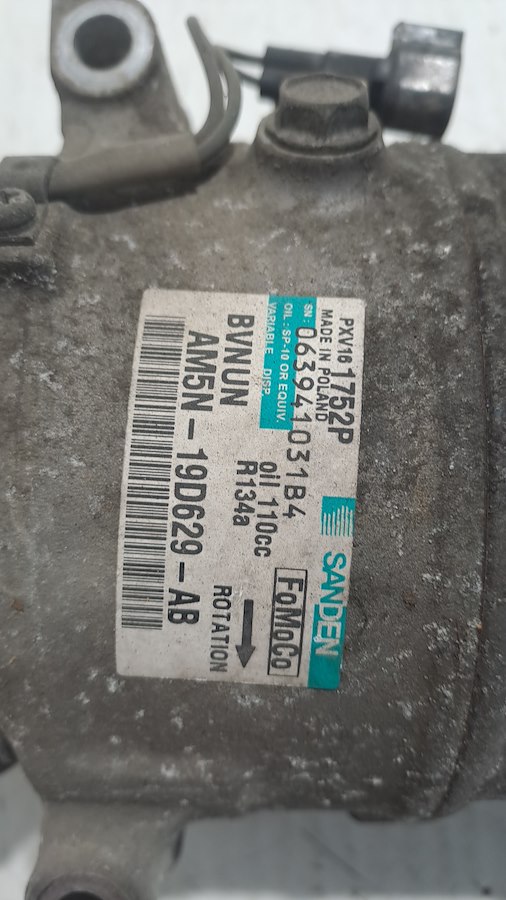 PXV16 1752P SANDEN
MADE IN POLAND
SN: 063941031B4
OIL: SP-10 OR EQUIV.
VARIABLE DISP.
oil 110cc
R134a
FoMoCo
BVNUN
ROTATION
AM5N-19D629-AB